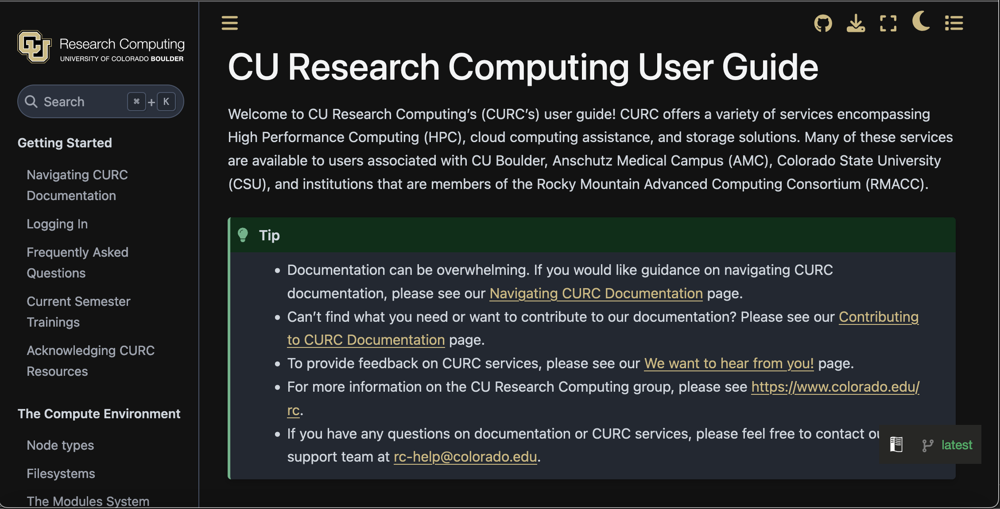 Research Computing
UNIVERSITY OF COLORADO BOULDER
Search
⌘ + K
Getting Started
Navigating CURC
Documentation
Logging In
Frequently Asked
Questions
Current Semester
Trainings
Acknowledging CURC
Resources
The Compute Environment
Node types
Filesystems
The Modules System
CU Research Computing User Guide
Welcome to CU Research Computing’s (CURC’s) user guide! CURC offers a variety of services encompassing
High Performance Computing (HPC), cloud computing assistance, and storage solutions. Many of these services
are available to users associated with CU Boulder, Anschutz Medical Campus (AMC), Colorado State University
(CSU), and institutions that are members of the Rocky Mountain Advanced Computing Consortium (RMACC).
Tip
• Documentation can be overwhelming. If you would like guidance on navigating CURC
documentation, please see our Navigating CURC Documentation page.
• Can’t find what you need or want to contribute to our documentation? Please see our Contributing
to CURC Documentation page.
• To provide feedback on CURC services, please see our We want to hear from you! page.
• For more information on the CU Research Computing group, please see https://www.colorado.edu/
rc.
• If you have any questions on documentation or CURC services, please feel free to contact
support team at rc-help@colorado.edu.
latest